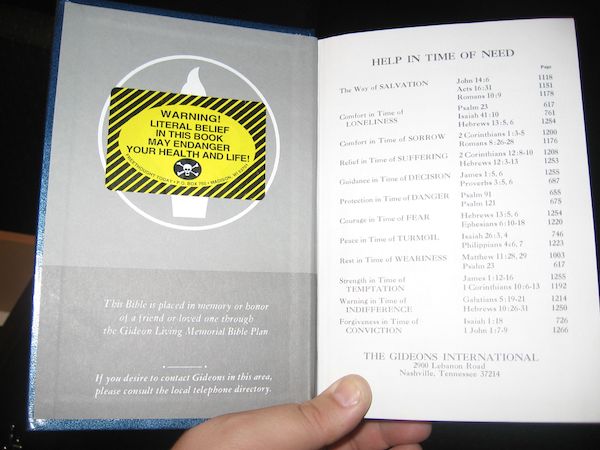 WARNING!
LITERAL BELIEF
IN THIS BOOK
MAY ENDANGER
YOUR HEALTH AND LIFE!
FREETHOUGHT TODAY • P.O. BOX 750 • MADISON, WI 53701
This Bible is placed in memory or honor
of a friend or loved one through
the Gideon Living Memorial Bible Plan
If you desire to contact Gideons in this area,
please consult the local telephone directory.
HELP IN TIME OF NEED
Page
The Way of SALVATION John 14:6 1118
Acts 16:31 1151
Romans 10:9 1178
Comfort in Time of LONELINESS Psalm 23 617
Isaiah 41:10 761
Hebrews 13:5, 6 1254
Comfort in Time of SORROW 2 Corinthians 1:3-5 1200
Romans 8:26-28 1176
Relief in Time of SUFFERING 2 Corinthians 12:8-10 1208
Hebrews 12:3-13 1253
Guidance in Time of DECISION James 1:5, 6 1255
Proverbs 3:5, 6 687
Protection in Time of DANGER Psalm 91 655
Psalm 121 675
Courage in Time of FEAR Hebrews 13:5, 6 1254
Ephesians 6:10-18 1220
Peace in Time of TURMOIL Isaiah 26:3, 4 746
Philippians 4:6, 7 1223
Rest in Time of WEARINESS Matthew 11:28, 29 1003
Psalm 23 617
Strength in Time of TEMPTATION James 1:12-16 1255
1 Corinthians 10:6-13 1192
Warning in Time of INDIFFERENCE Galatians 5:19-21 1214
Hebrews 10:26-31 1250
Forgiveness in Time of CONVICTION Isaiah 1:18 726
1 John 1:7-9 1266
THE GIDEONS INTERNATIONAL
2900 Lebanon Road
Nashville, Tennessee 37214